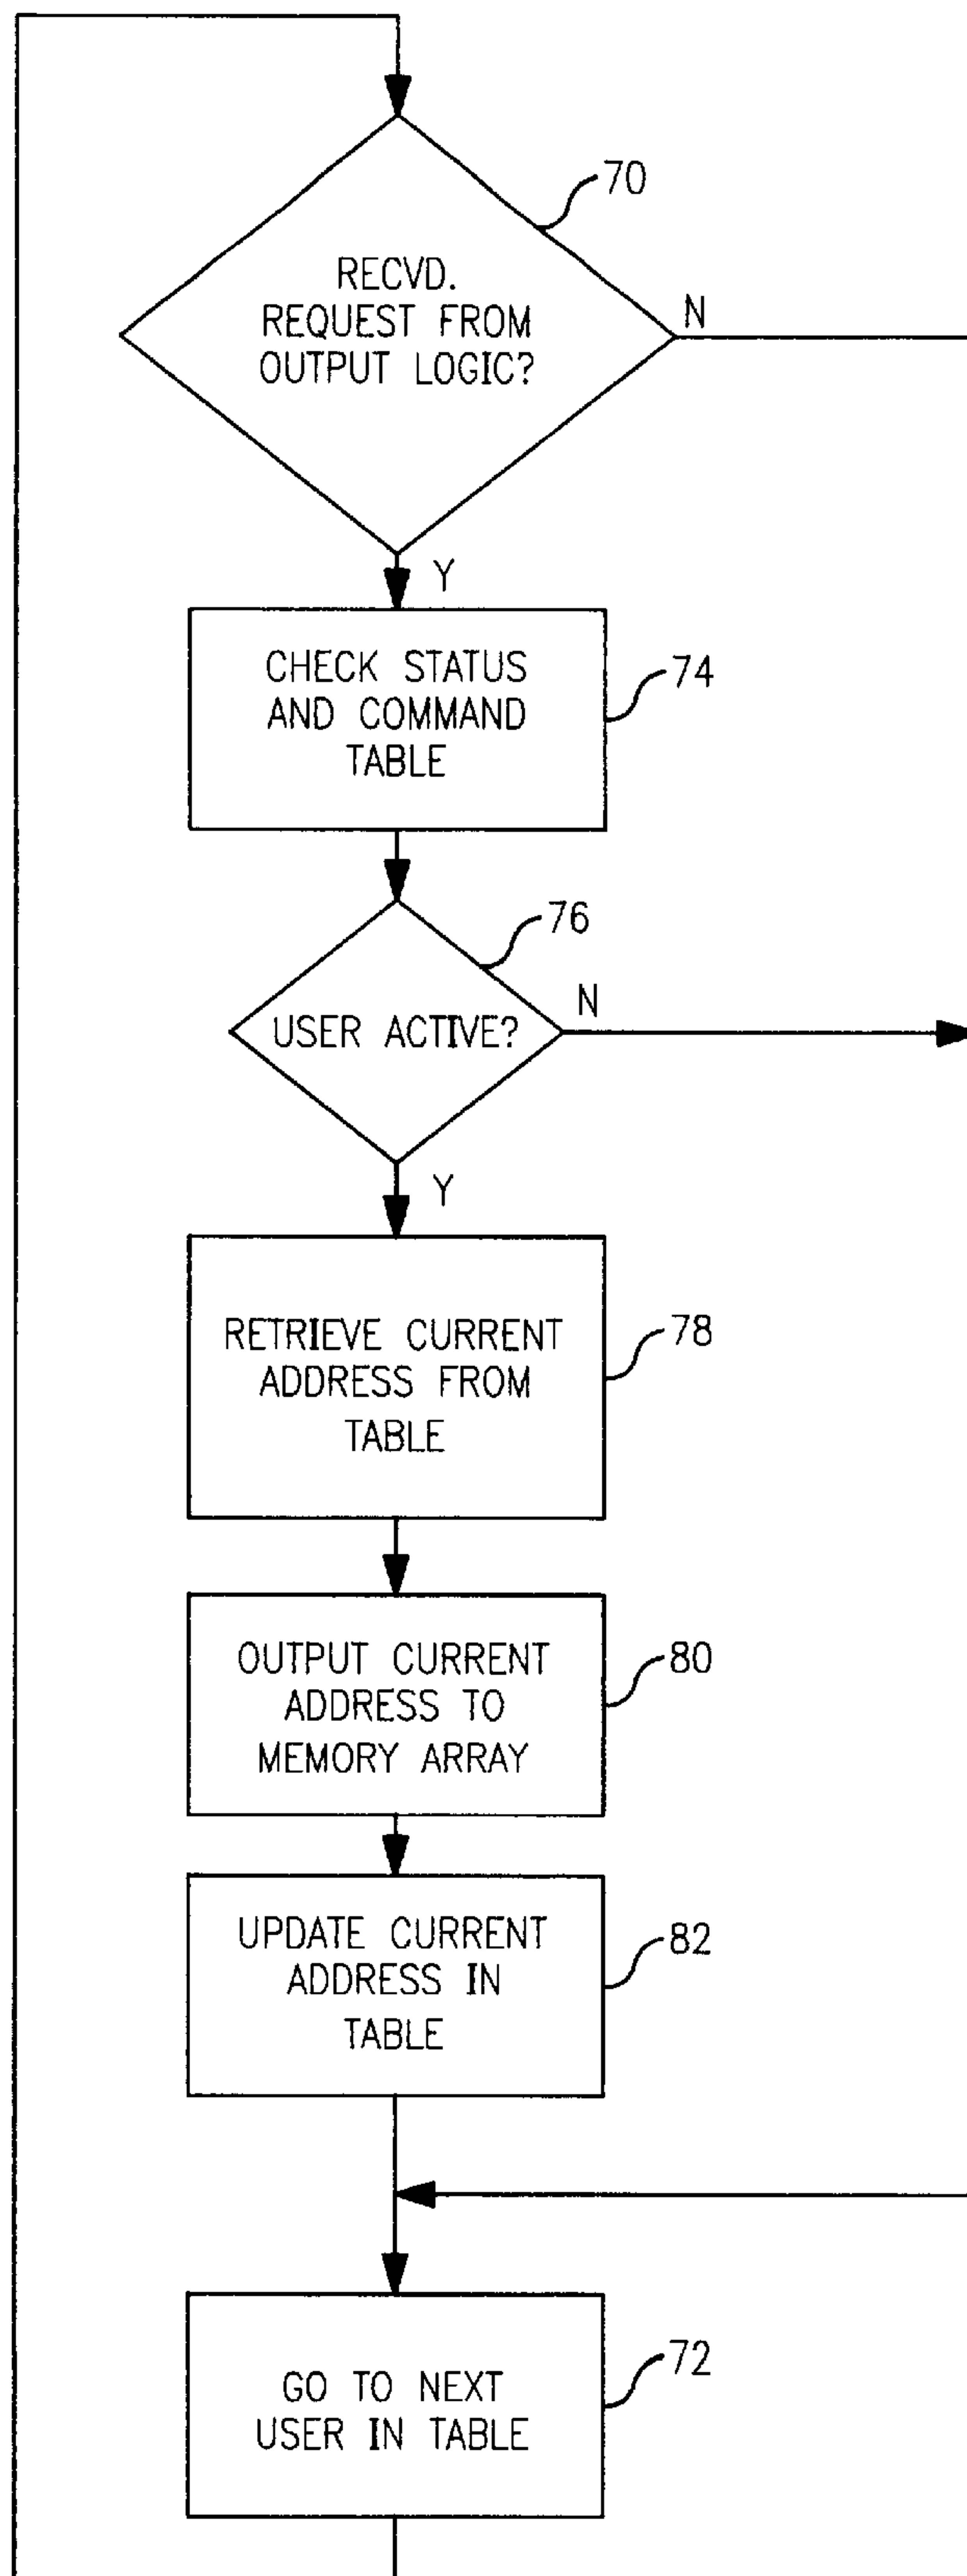 70
RECVD.
REQUEST FROM
OUTPUT LOGIC?
N
Y
CHECK STATUS
AND COMMAND
TABLE
74
76
USER ACTIVE?
N
Y
RETRIEVE CURRENT
ADDRESS FROM
TABLE
78
OUTPUT CURRENT
ADDRESS TO
MEMORY ARRAY
80
UPDATE CURRENT
ADDRESS IN
TABLE
82
GO TO NEXT
USER IN TABLE
72